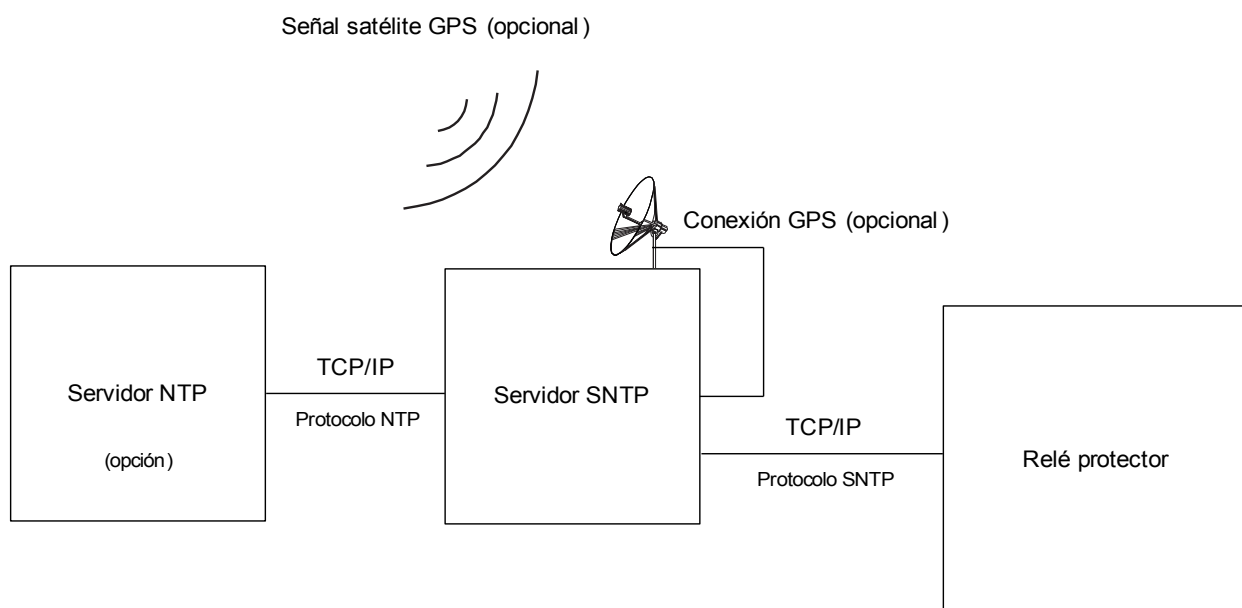 Señal satélite GPS (opcional)
Conexión GPS (opcional)
Servidor NTP
(opción)
TCP/IP
Protocolo NTP
Servidor SNTP
TCP/IP
Protocolo SNTP
Relé protector